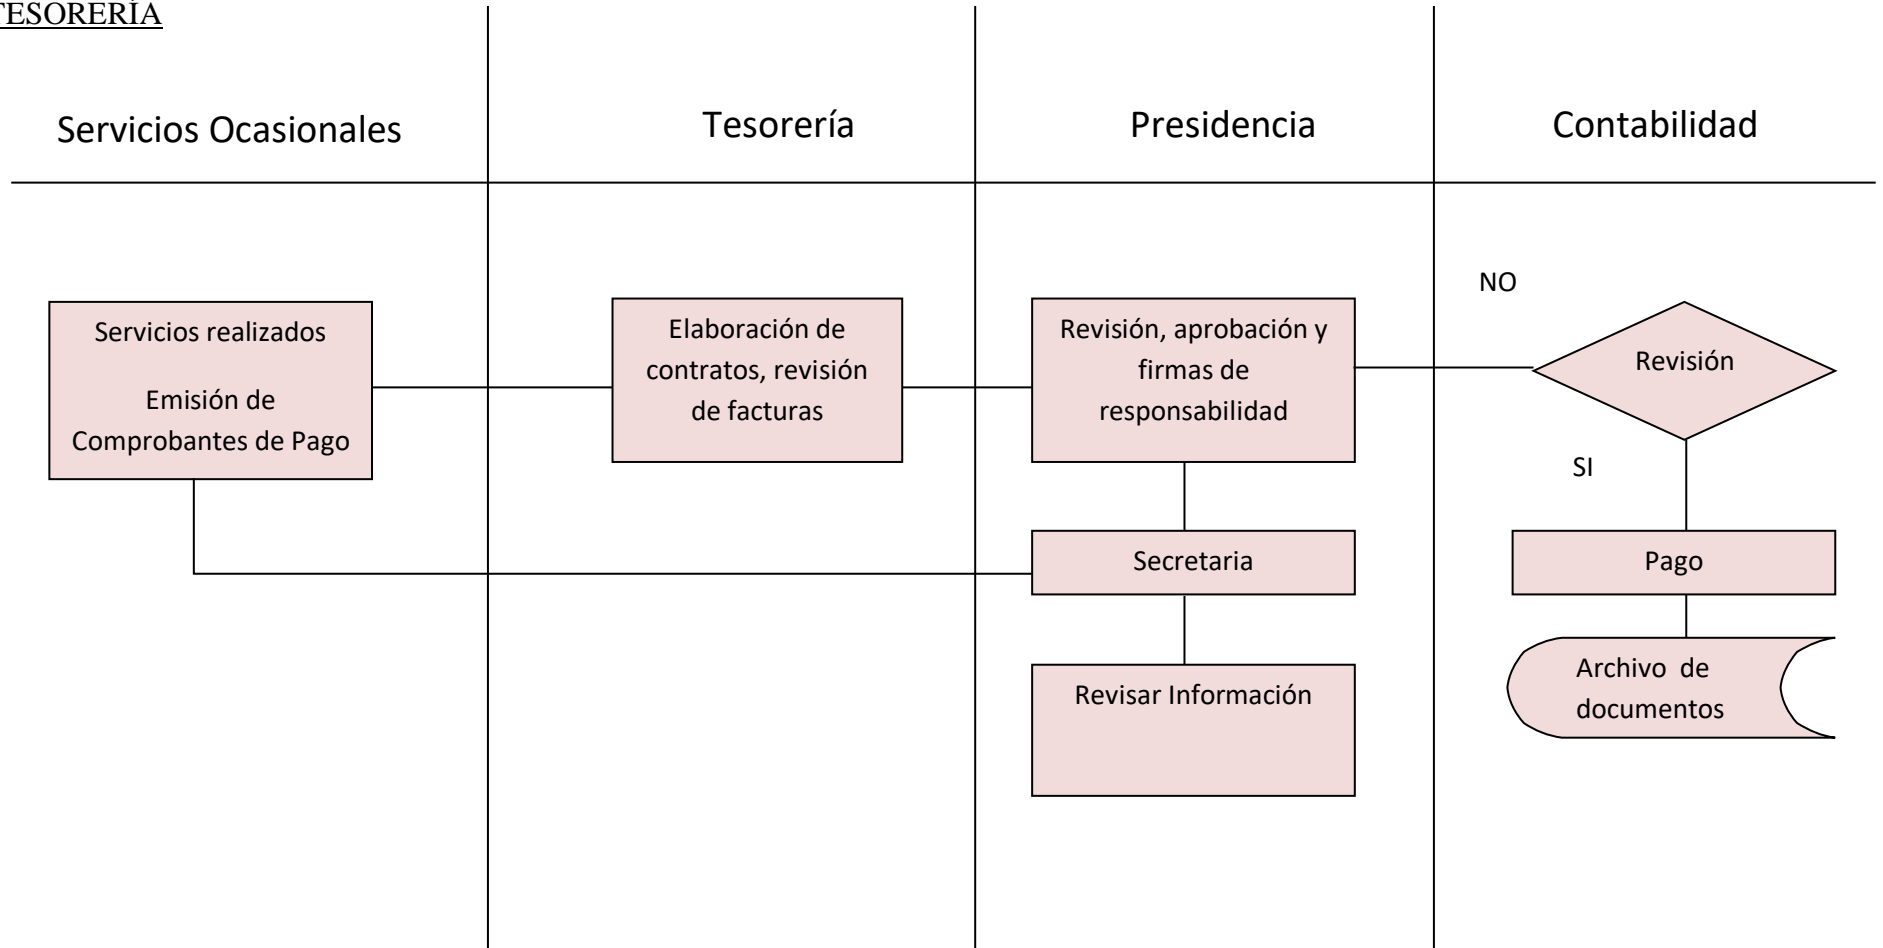 TESORERÍA
Servicios Ocasionales
Tesorería
Presidencia
Contabilidad
Servicios realizados
Emisión de
Comprobantes de Pago
Elaboración de
contratos, revisión
de facturas
Revisión, aprobación y
firmas de
responsabilidad
NO
Revisión
SI
Secretaria
Pago
Revisar Información
Archivo de
documentos